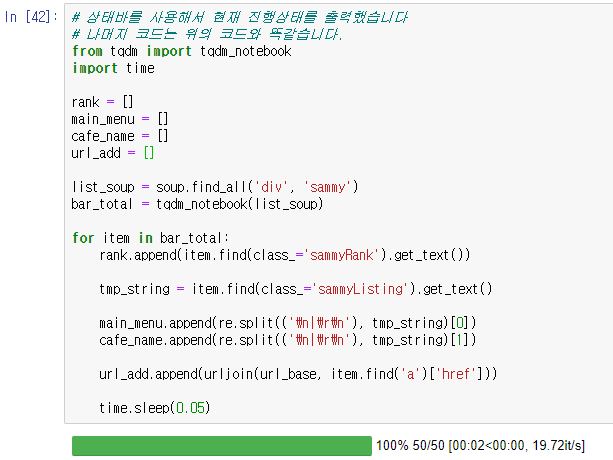 In [42]: # 상태바를 사용해서 현재 진행상태를 출력했습니다
# 나머지 코드는 위의 코드와 똑같습니다.
from tqdm import tqdm_notebook
import time
rank = []
main_menu = []
cafe_name = []
url_add = []
list_soup = soup.find_all('div', 'sammy')
bar_total = tqdm_notebook(list_soup)
for item in bar_total:
    rank.append(item.find(class_='sammyRank').get_text())
    tmp_string = item.find(class_='sammyListing').get_text()
    main_menu.append(re.split(('₩n|₩r₩n'), tmp_string)[0])
    cafe_name.append(re.split(('₩n|₩r₩n'), tmp_string)[1])
    url_add.append(urljoin(url_base, item.find('a')['href']))
    time.sleep(0.05)
100% 50/50 [00:02<00:00, 19.72it/s]